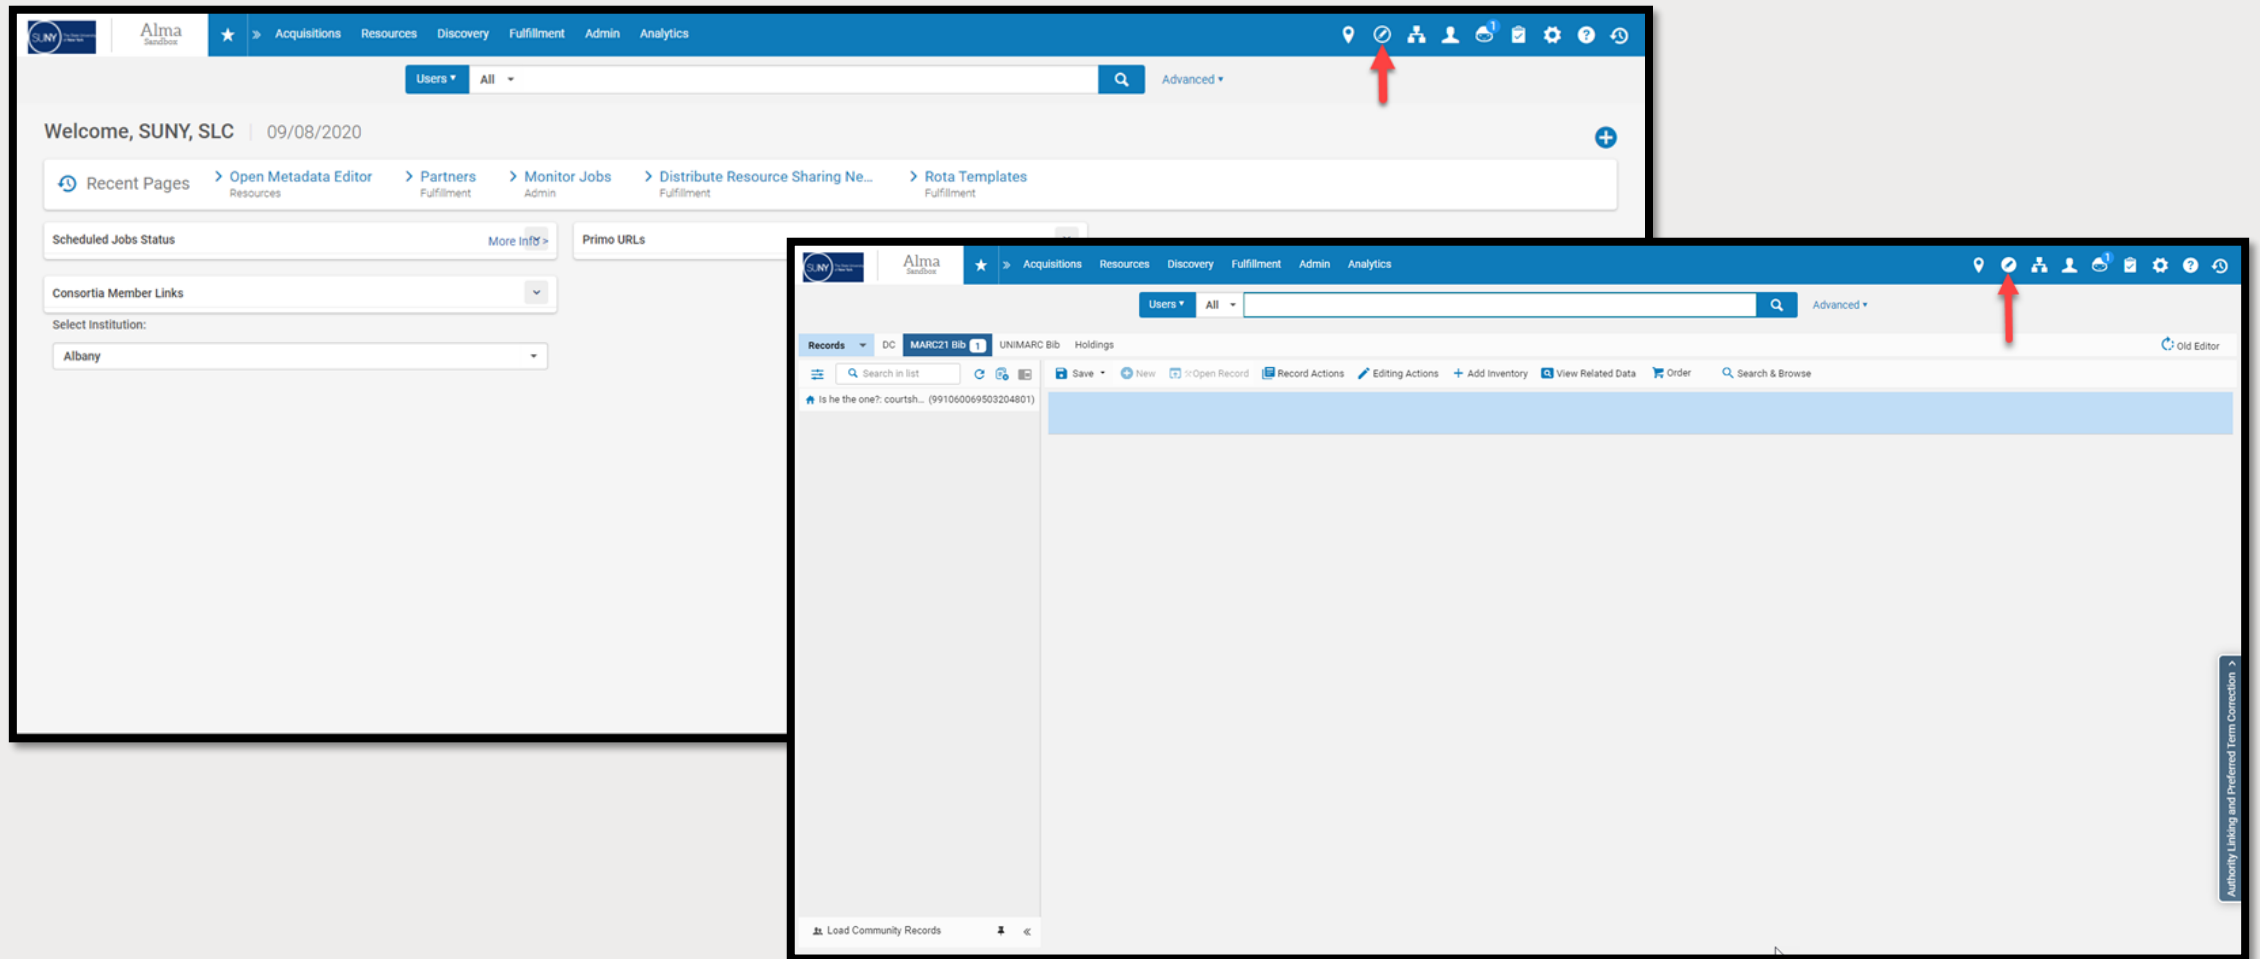 SUNY
Alma
Sandbox
Acquisitions Resources Discovery Fulfillment Admin Analytics
1
Users All
Advanced
Welcome, SUNY, SLC 09/08/2020
Recent Pages
Open Metadata Editor
Resources
Partners
Fulfillment
Monitor Jobs
Admin
Distribute Resource Sharing Ne...
Fulfillment
Rota Templates
Fulfillment
Scheduled Jobs Status More Info >
Primo URLs
Consortia Member Links
Select Institution:
Albany
SUNY
Alma
Sandbox
Acquisitions Resources Discovery Fulfillment Admin Analytics
1
Users All
Advanced
Records DC MARC21 Bib 1 UNIMARC Bib Holdings
Old Editor
Search in list
Save New Open Record Record Actions Editing Actions Add Inventory View Related Data Order Search & Browse
Is he the one?: courtsh... (991060069503204801)
Authority Linking and Preferred Term Correction
Load Community Records